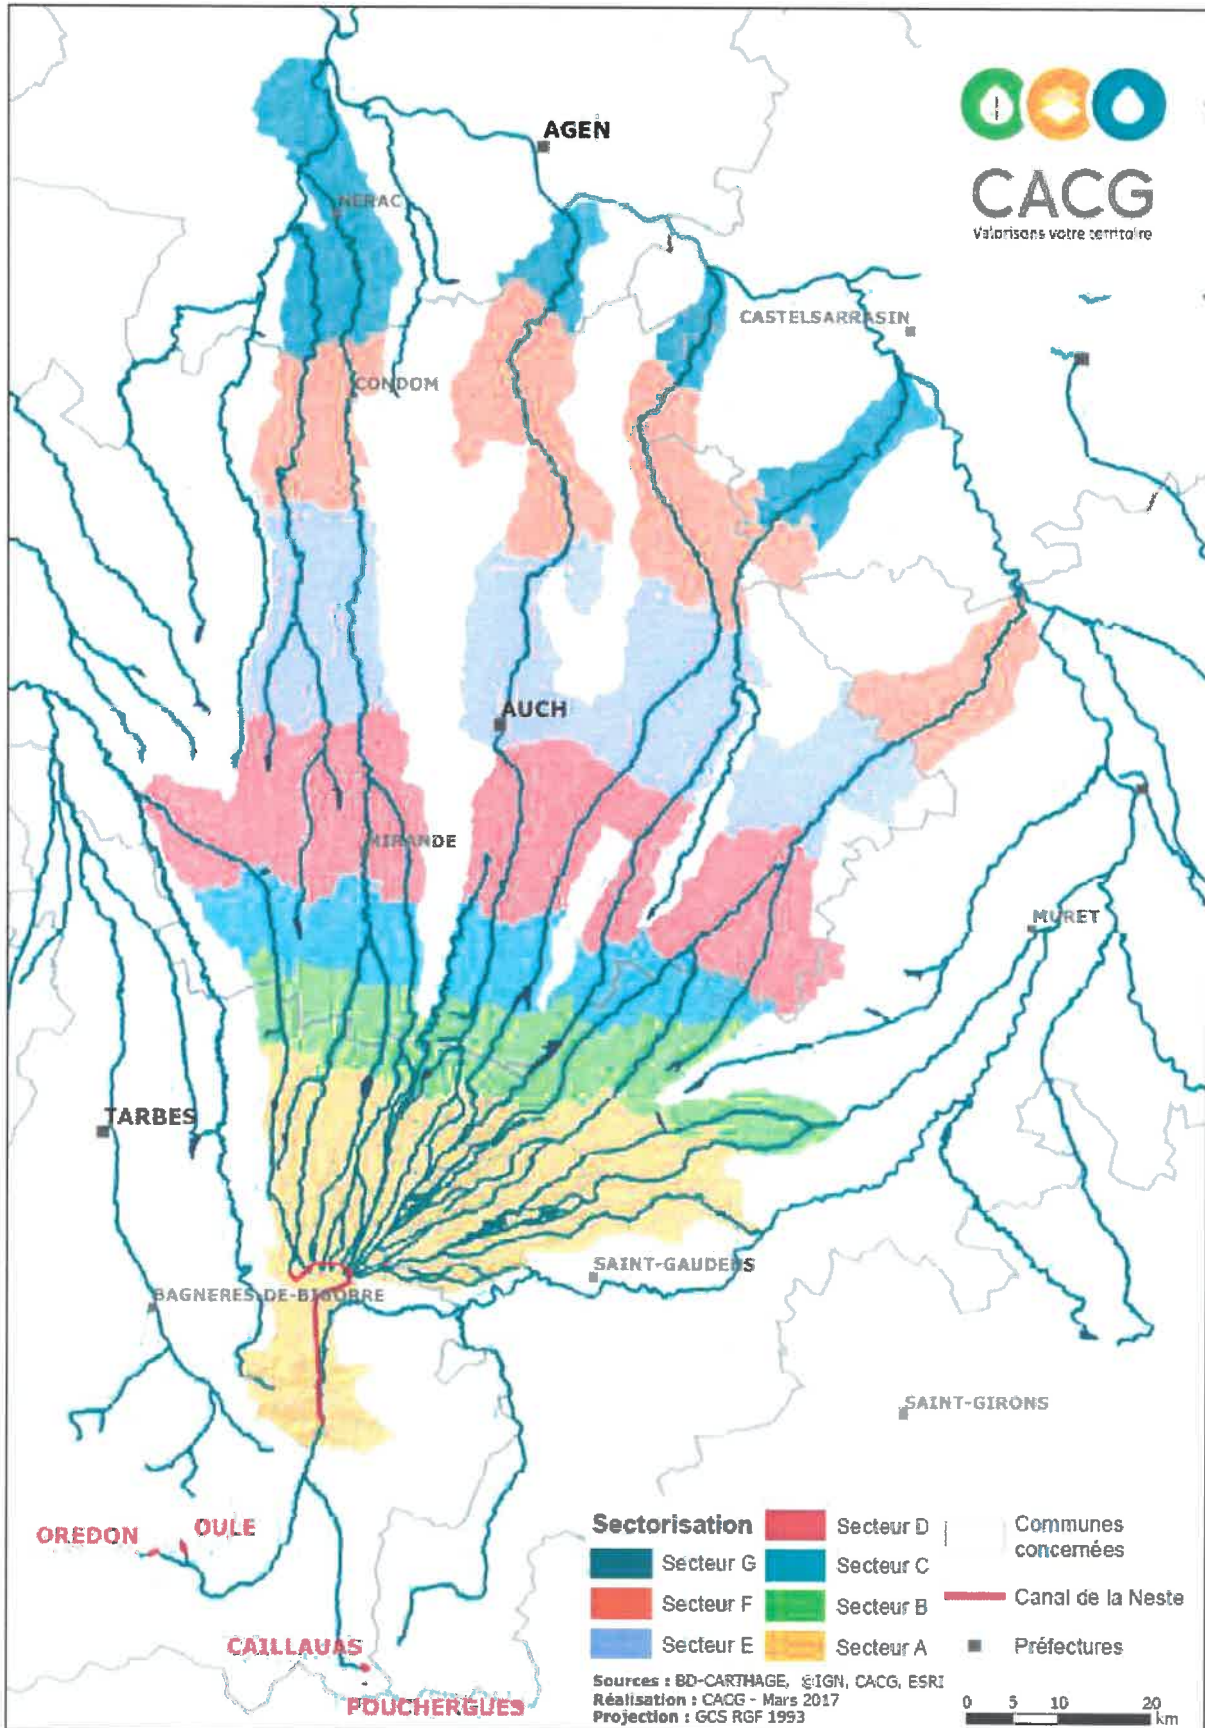 AGEN
CACG
Valorisons votre territoire
NERAC
CASTELSARRASIN
CONDOM
AUCH
MIRANDE
MURET
TARBES
SAINT-GAUDENS
BAGNERES-DE-BIGORRE
SAINT-GIRONS
OREDON
OULE
CAILLAUAS
POUCHERGUES
Sectorisation
Secteur G
Secteur F
Secteur E
Secteur D
Secteur C
Secteur B
Secteur A
Communes
concernées
Canal de la Neste
Préfectures
Sources : BD-CARTHAGE, ©IGN, CACG, ESRI
Réalisation : CACG - Mars 2017
Projection : GCS RGF 1993
0 5 10 20
km